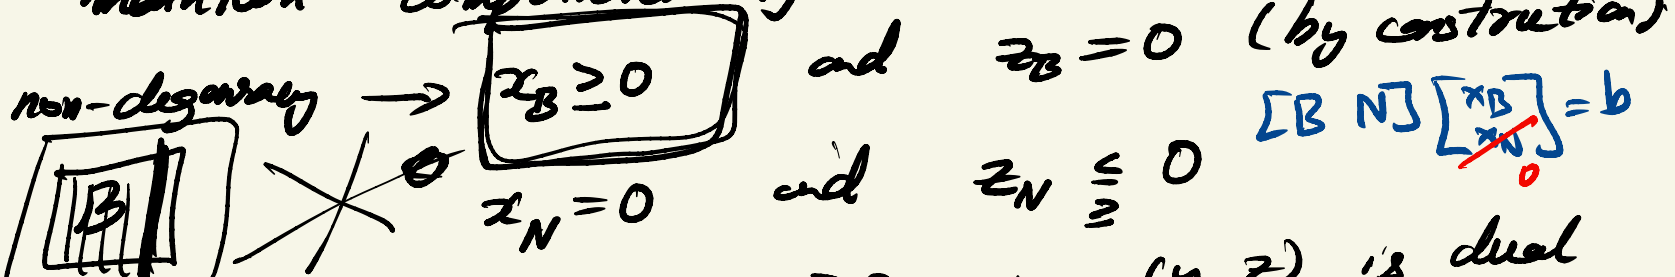 maintain
non-degeneracy → x_B ≥ 0 and z_B = 0 (by construction)
[B N] [x_B x_N] = b
0
B
x_N = 0 and z_N ≤ ≥ 0
(y, z) is dual